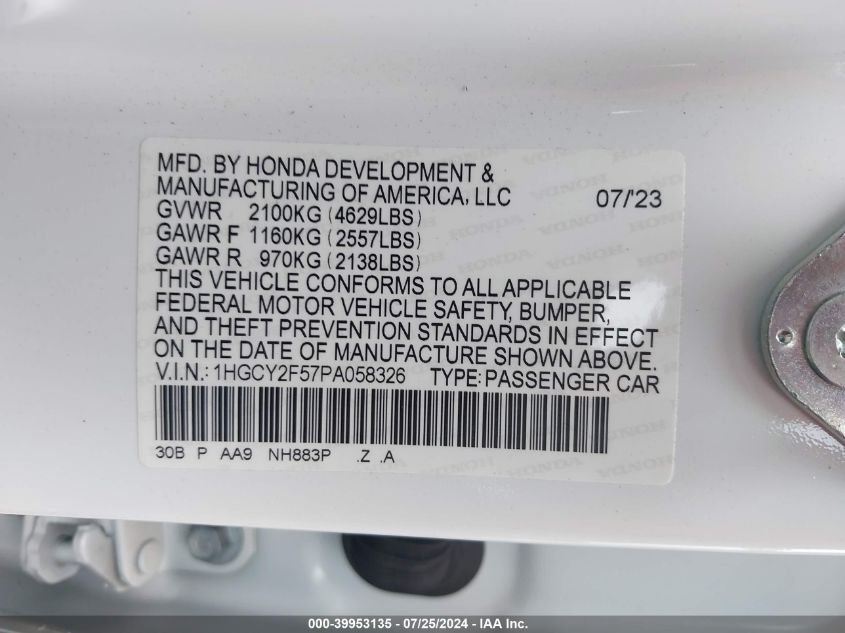 MFD. BY HONDA DEVELOPMENT &
MANUFACTURING OF AMERICA, LLC 07/'23
GVWR 2100KG (4629LBS)
GAWR F 1160KG (2557LBS)
GAWR R 970KG (2138LBS)
THIS VEHICLE CONFORMS TO ALL APPLICABLE
FEDERAL MOTOR VEHICLE SAFETY, BUMPER,
AND THEFT PREVENTION STANDARDS IN EFFECT
ON THE DATE OF MANUFACTURE SHOWN ABOVE.
V.I.N.: 1HGCY2F57PA058326 TYPE: PASSENGER CAR
30B P AA9 NH883P .Z .A
000-39953135 - 07/25/2024 - IAA Inc.